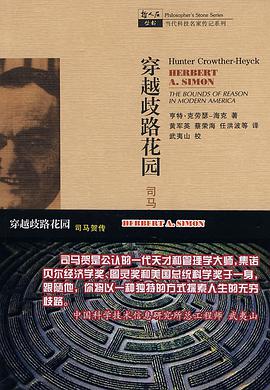 哲人石
丛书
Philosopher's Stone Series
当代科技名家传记系列
Hunter Crowther-Heyck
HERBERT
A. SIMON
THE BOUNDS OF REASON
IN MODERN AMERICA
亨特·克劳瑟-海克 著
黄军英 蔡荣海 任洪波等 译
武夷山 校
穿越歧路花园
司马
穿越歧路花园 司马贺传 HERBERT A. SIMON
司马贺是公认的一代天才和管理学大师,集诺
贝尔经济学奖、图灵奖和美国总统科学奖于一身,
跟随他,你将以一种独特的方式探索人生的无穷
歧路。
中国科学技术信息研究所总工程师 武夷山